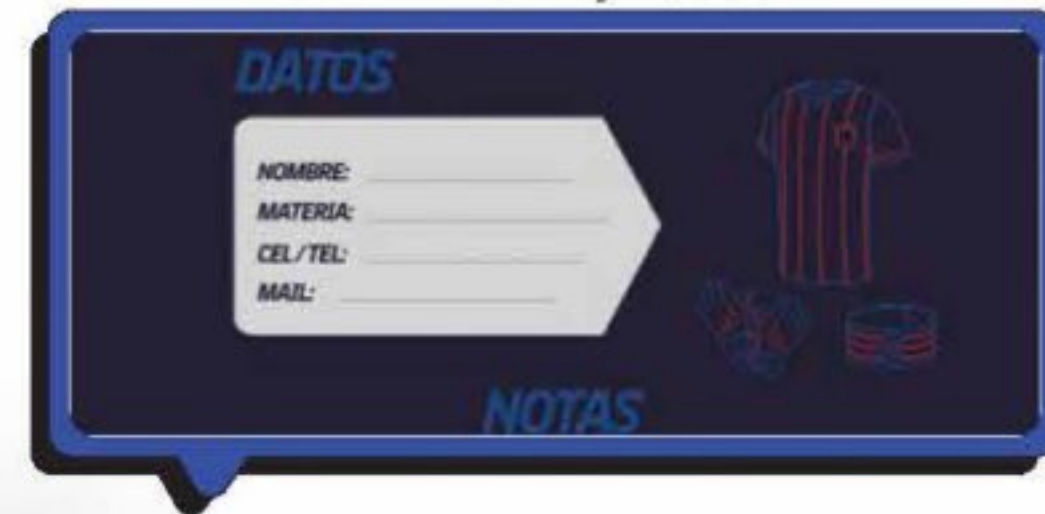 DATOS
NOMBRE:
MATERIA:
CEL/TEL:
MAIL:
NOTAS